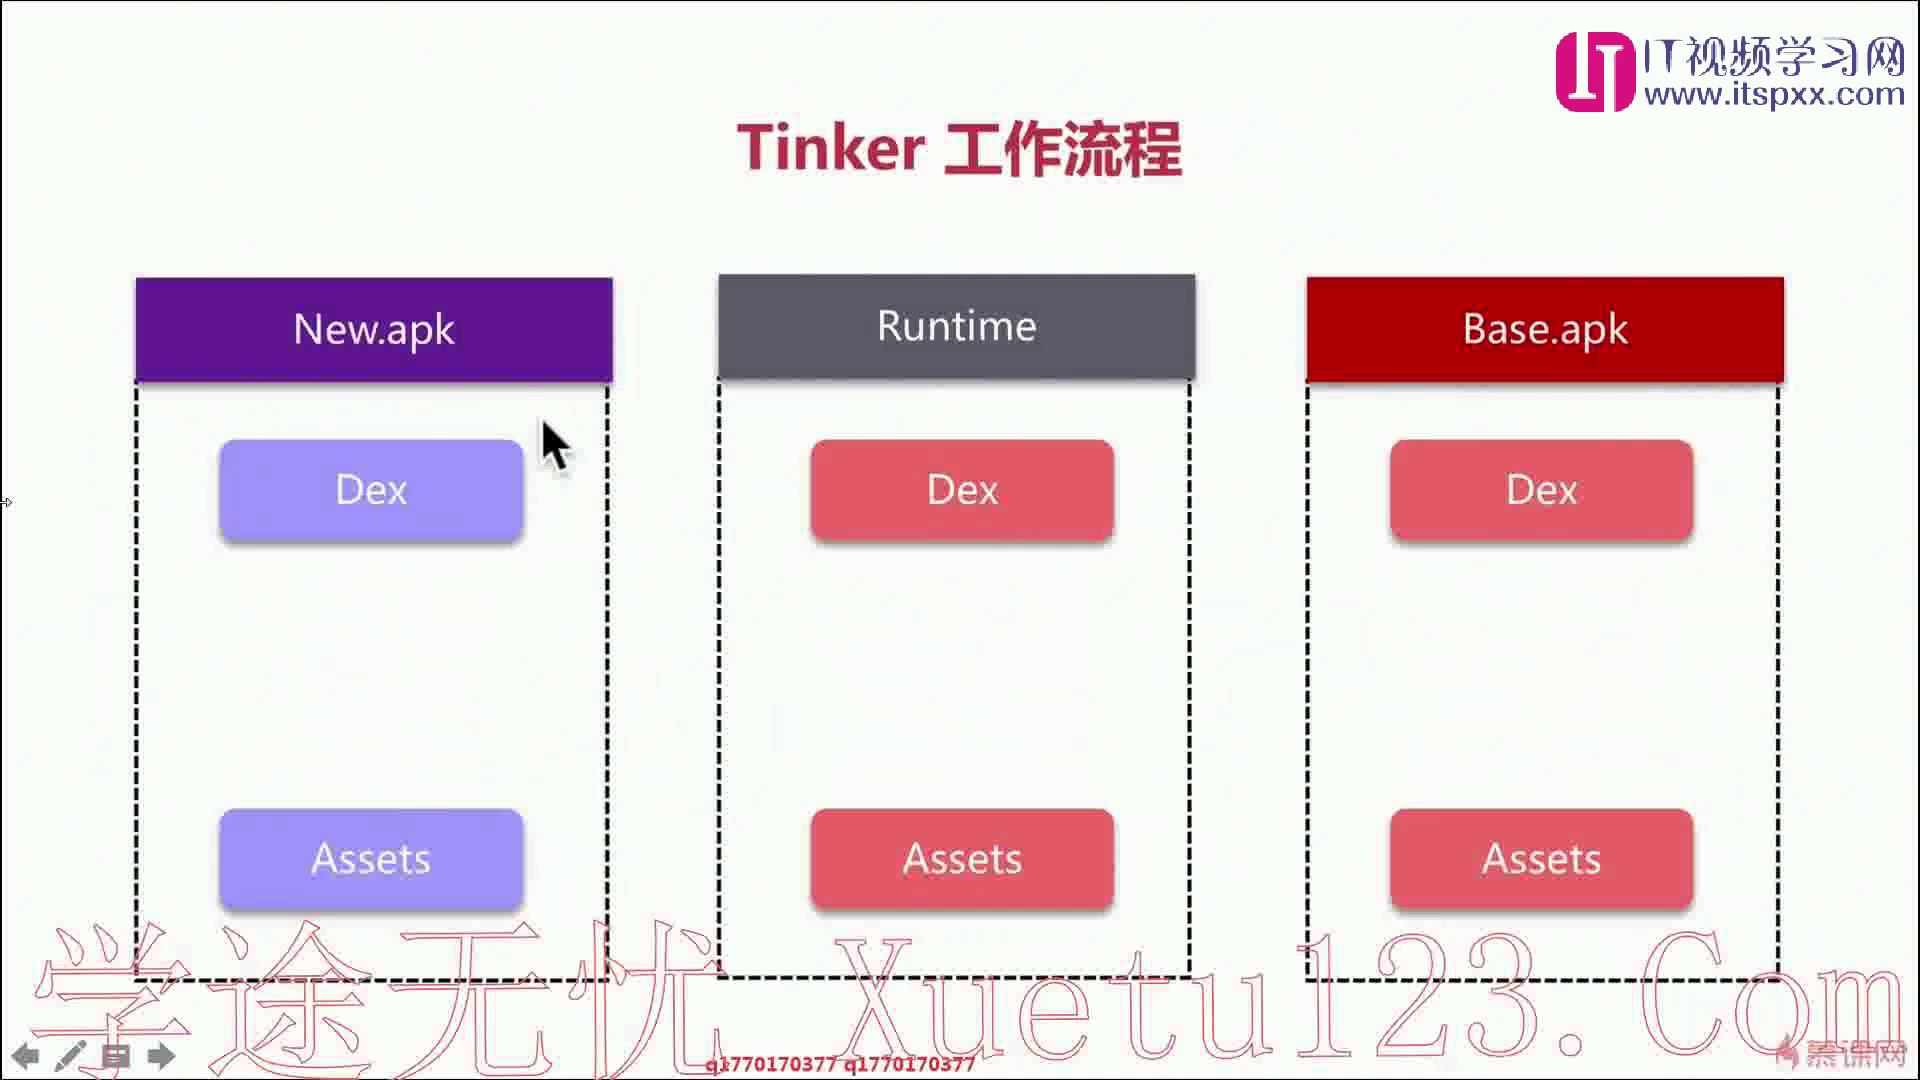 IT视频学习网
www.itspxx.com
Tinker 工作流程
New.apk
Runtime
Base.apk
Dex
Dex
Dex
Assets
Assets
Assets
学途无忧 Xuetu123.Com
q1770170377 q1770170377
慕课网